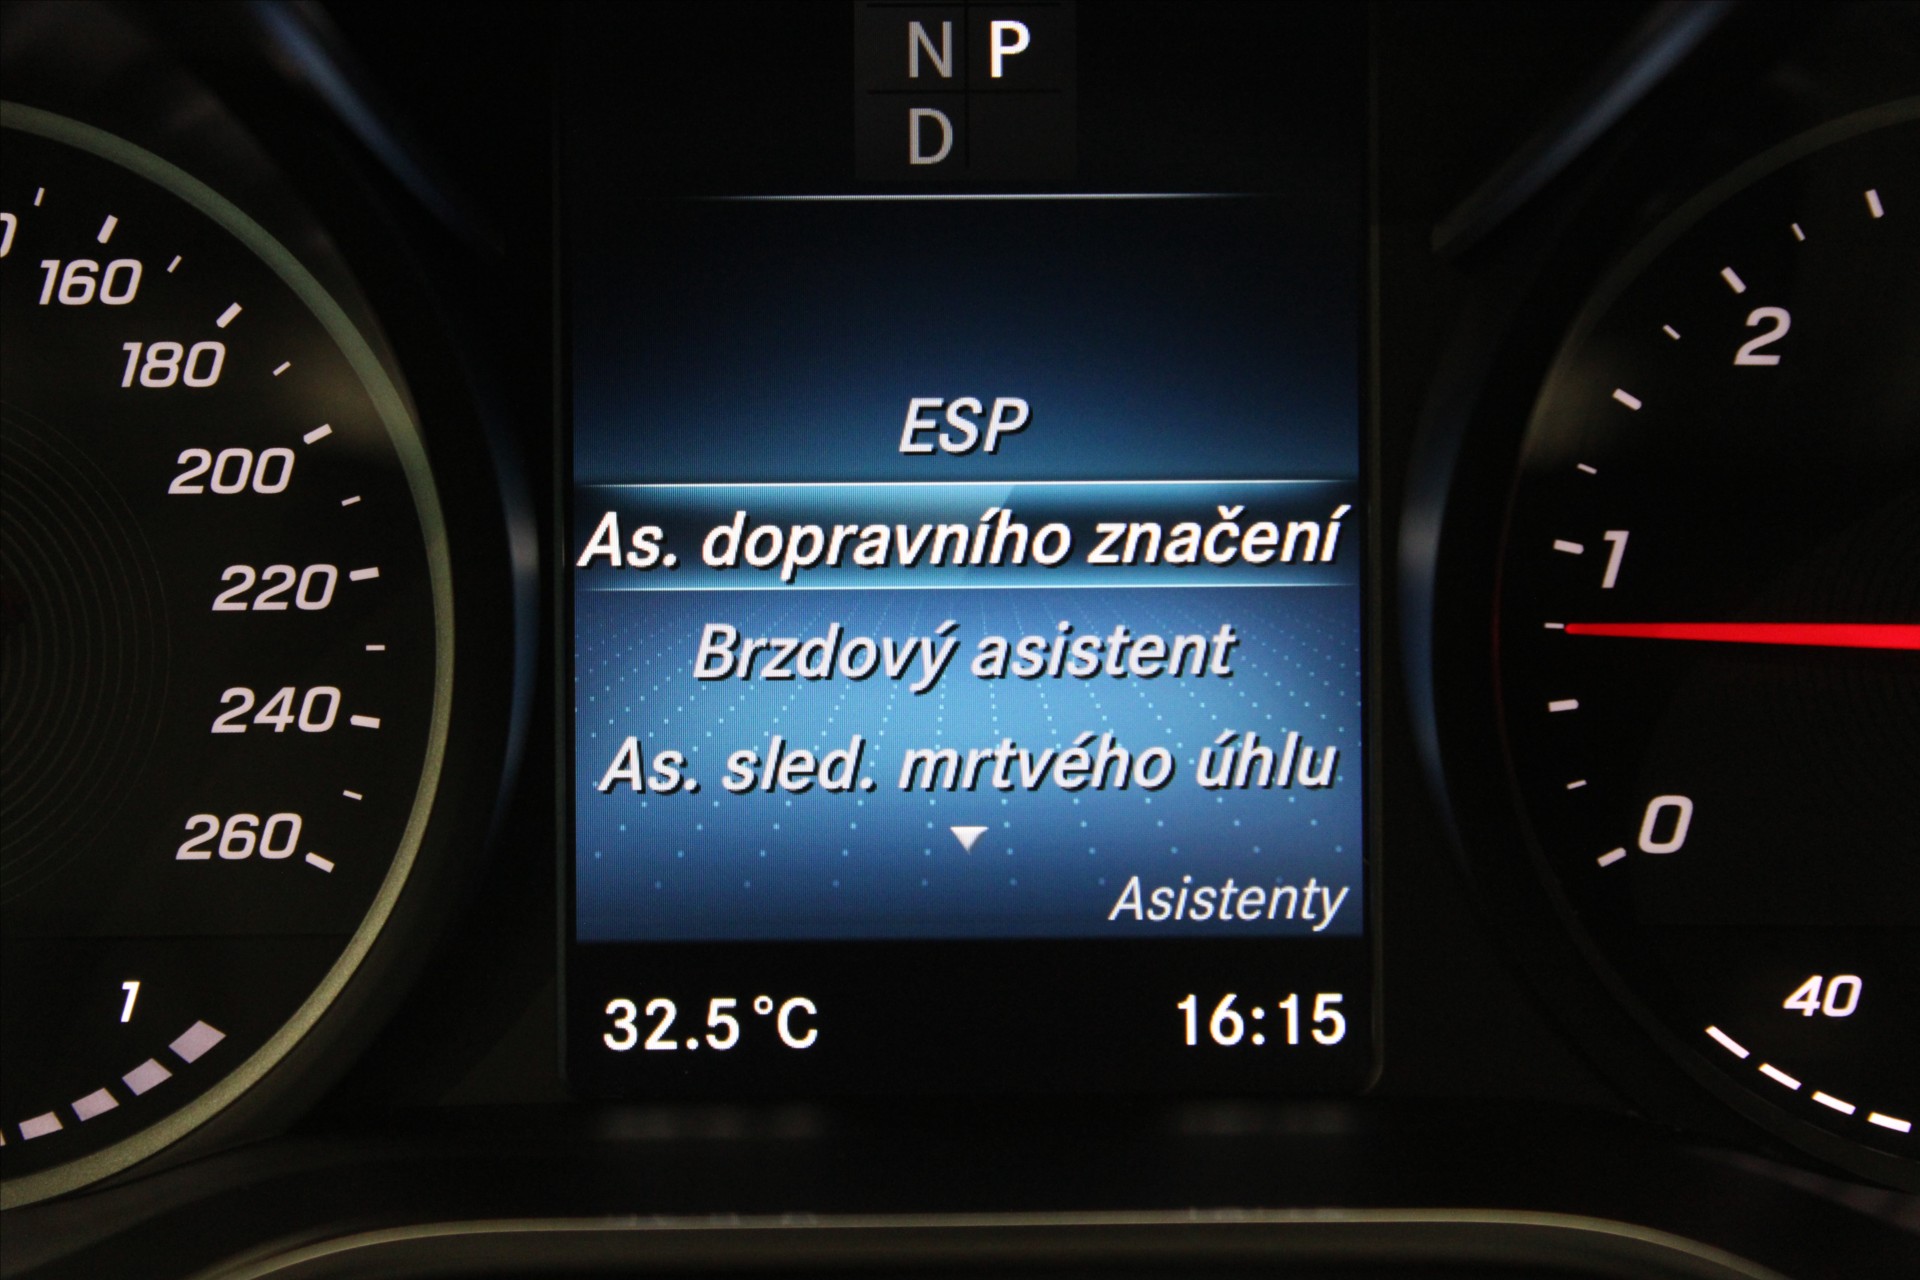 N P
D
160
180
200
220
240
260
1
ESP
As. dopravního značení
Brzdový asistent
As. sled. mrtvého úhlu
Asistenty
32.5°C 16:15
2
1
0
40